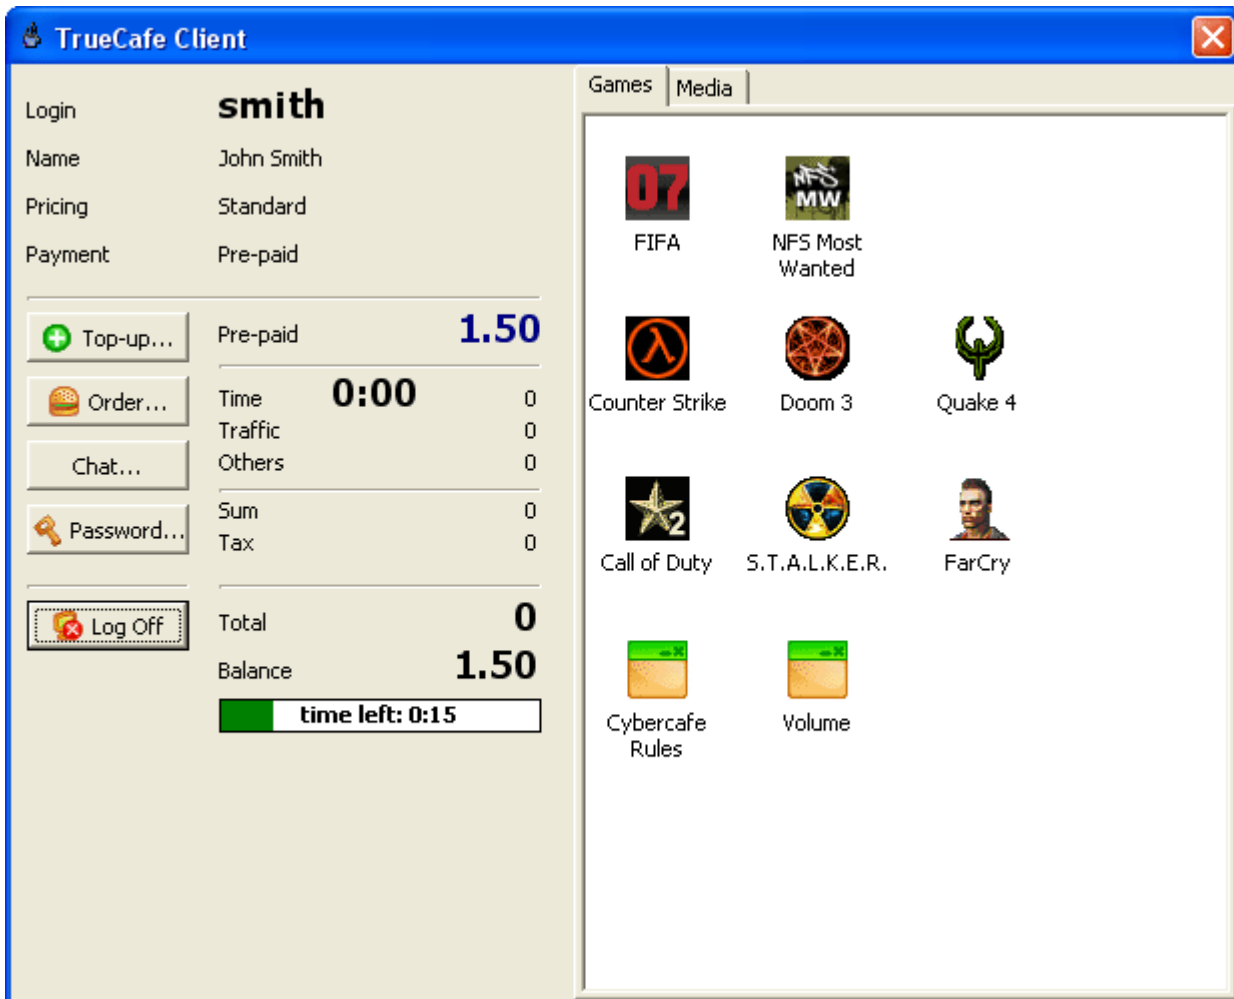 TrueCafe Client
Login smith
Name John Smith
Pricing Standard
Payment Pre-paid
Top-up...
Pre-paid 1.50
Order...
Time 0:00 0
Traffic 0
Chat...
Others 0
Password...
Sum 0
Tax 0
Log Off
Total 0
Balance 1.50
time left: 0:15
Games Media
07
NFS
MW
FIFA
NFS Most
Wanted
Counter Strike
Doom 3
Quake 4
2
Call of Duty
S.T.A.L.K.E.R.
FarCry
Cybercafe
Rules
Volume